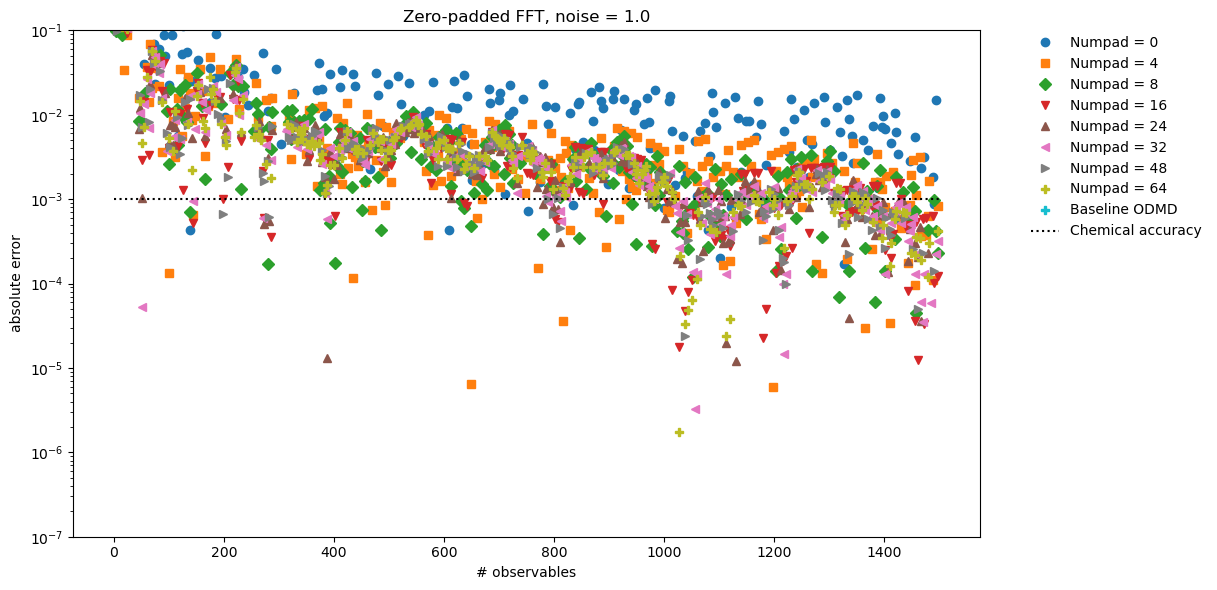 Zero-padded FFT, noise = 1.0
10⁻¹
10⁻²
10⁻³
10⁻⁴
10⁻⁵
10⁻⁶
10⁻⁷
absolute error
0 200 400 600 800 1000 1200 1400
# observables
Numpad = 0
Numpad = 4
Numpad = 8
Numpad = 16
Numpad = 24
Numpad = 32
Numpad = 48
Numpad = 64
Baseline ODMD
Chemical accuracy